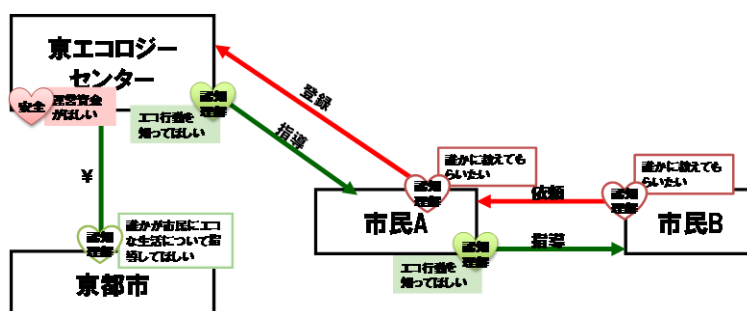 京エコロジー
センター
安全
運営資金
がほしい
認知
理解
エコ行動を
知ってほしい
登録
指導
¥
認知
理解
誰かが市民にエコ
な生活について指
導してほしい
京都市
誰かに教えても
らいたい
認知
理解
市民A
認知
理解
エコ行動を
知ってほしい
依頼
指導
誰かに教えても
らいたい
認知
理解
市民B